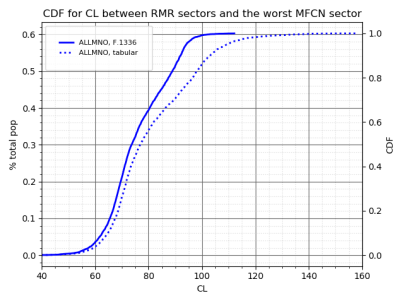 CDF for CL between RMR sectors and the worst MFCN sector
ALLMNO, F.1336
ALLMNO, tabular
% total pop
0.6
0.5
0.4
0.3
0.2
0.1
0.0
1.0
0.8
0.6
0.4
0.2
0.0
CDF
40 60 80 100 120 140 160
CL